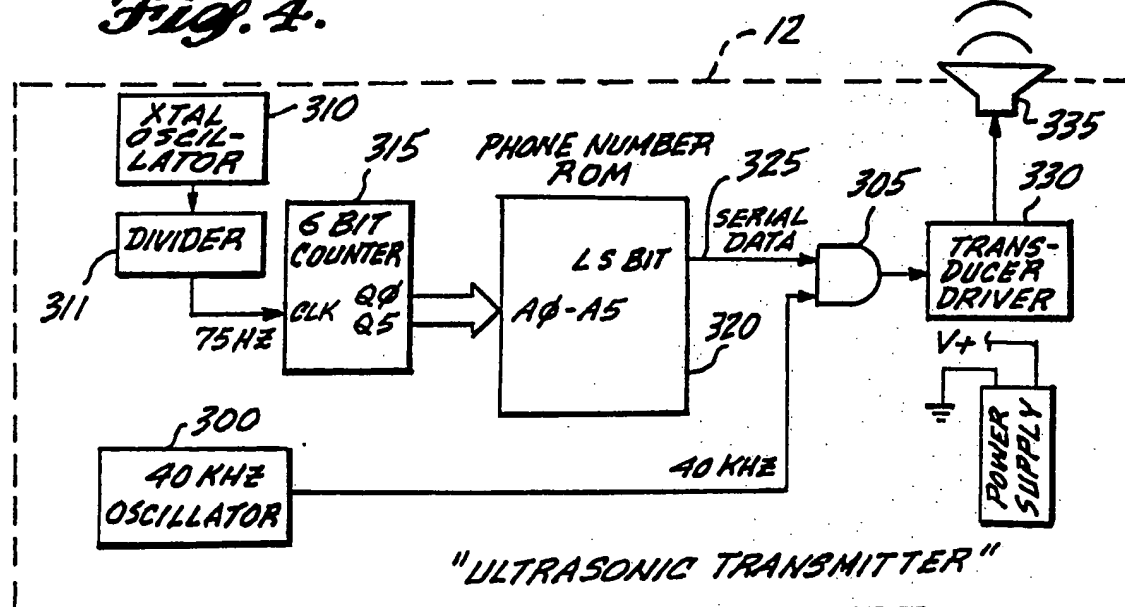 Fig. 4.
12
XTAL
OSCIL-
LATOR
310
DIVIDER
311
75 HZ
315
6 BIT
COUNTER
CLK
QØ
Q5
PHONE NUMBER
ROM
LS BIT
AØ-A5
320
325
SERIAL
DATA
305
330
TRANS-
DUCER
DRIVER
335
V+
POWER
SUPPLY
300
40 KHZ
OSCILLATOR
40 KHZ
"ULTRASONIC TRANSMITTER"